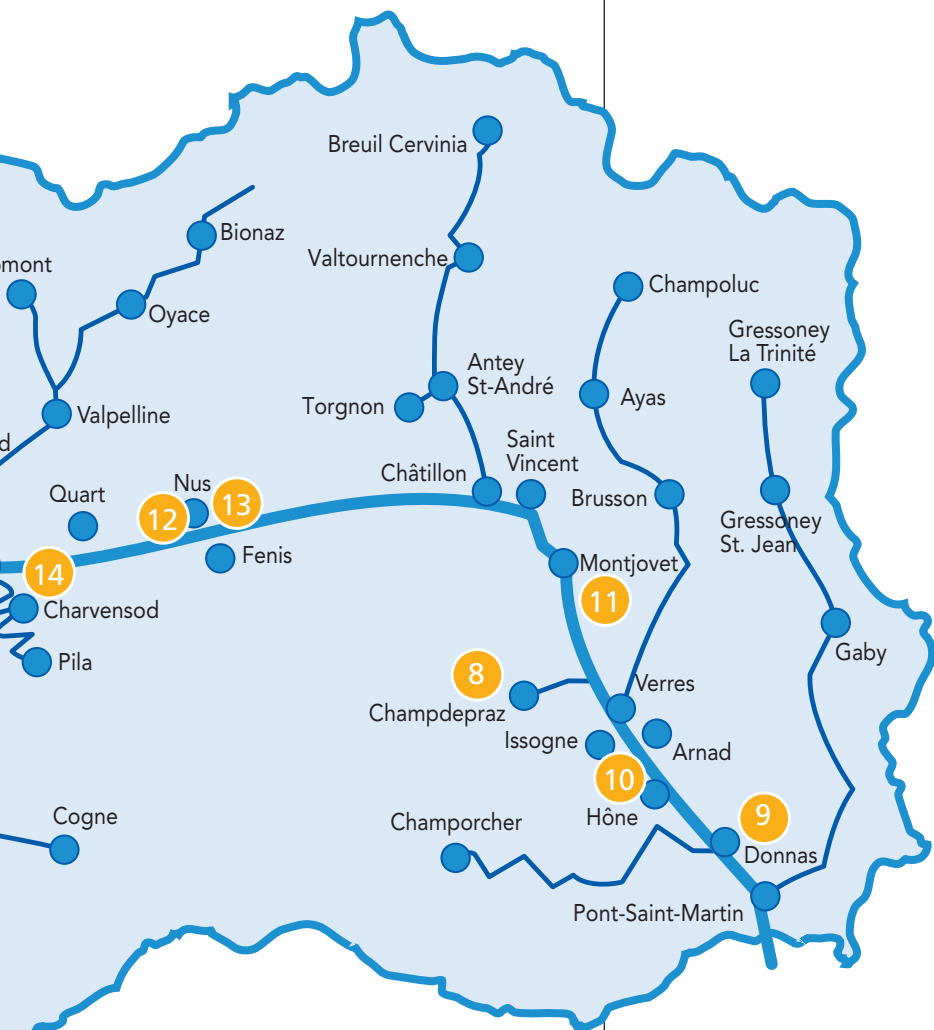 Breuil Cervinia
Bionaz
Valtournenche
Champoluc
Oyace
Gressoney
La Trinité
Antey
St-André
Ayas
Torgnon
Valpelline
Saint
Vincent
Châtillon
Nus
Quart
Brusson
13
12
Gressoney
St. Jean
Fenis
Montjovet
14
Charvensod
11
Gaby
Pila
8
Verres
Champdepraz
Issogne
Arnad
10
Cogne
Champorcher
Hône
9
Donnas
Pont-Saint-Martin